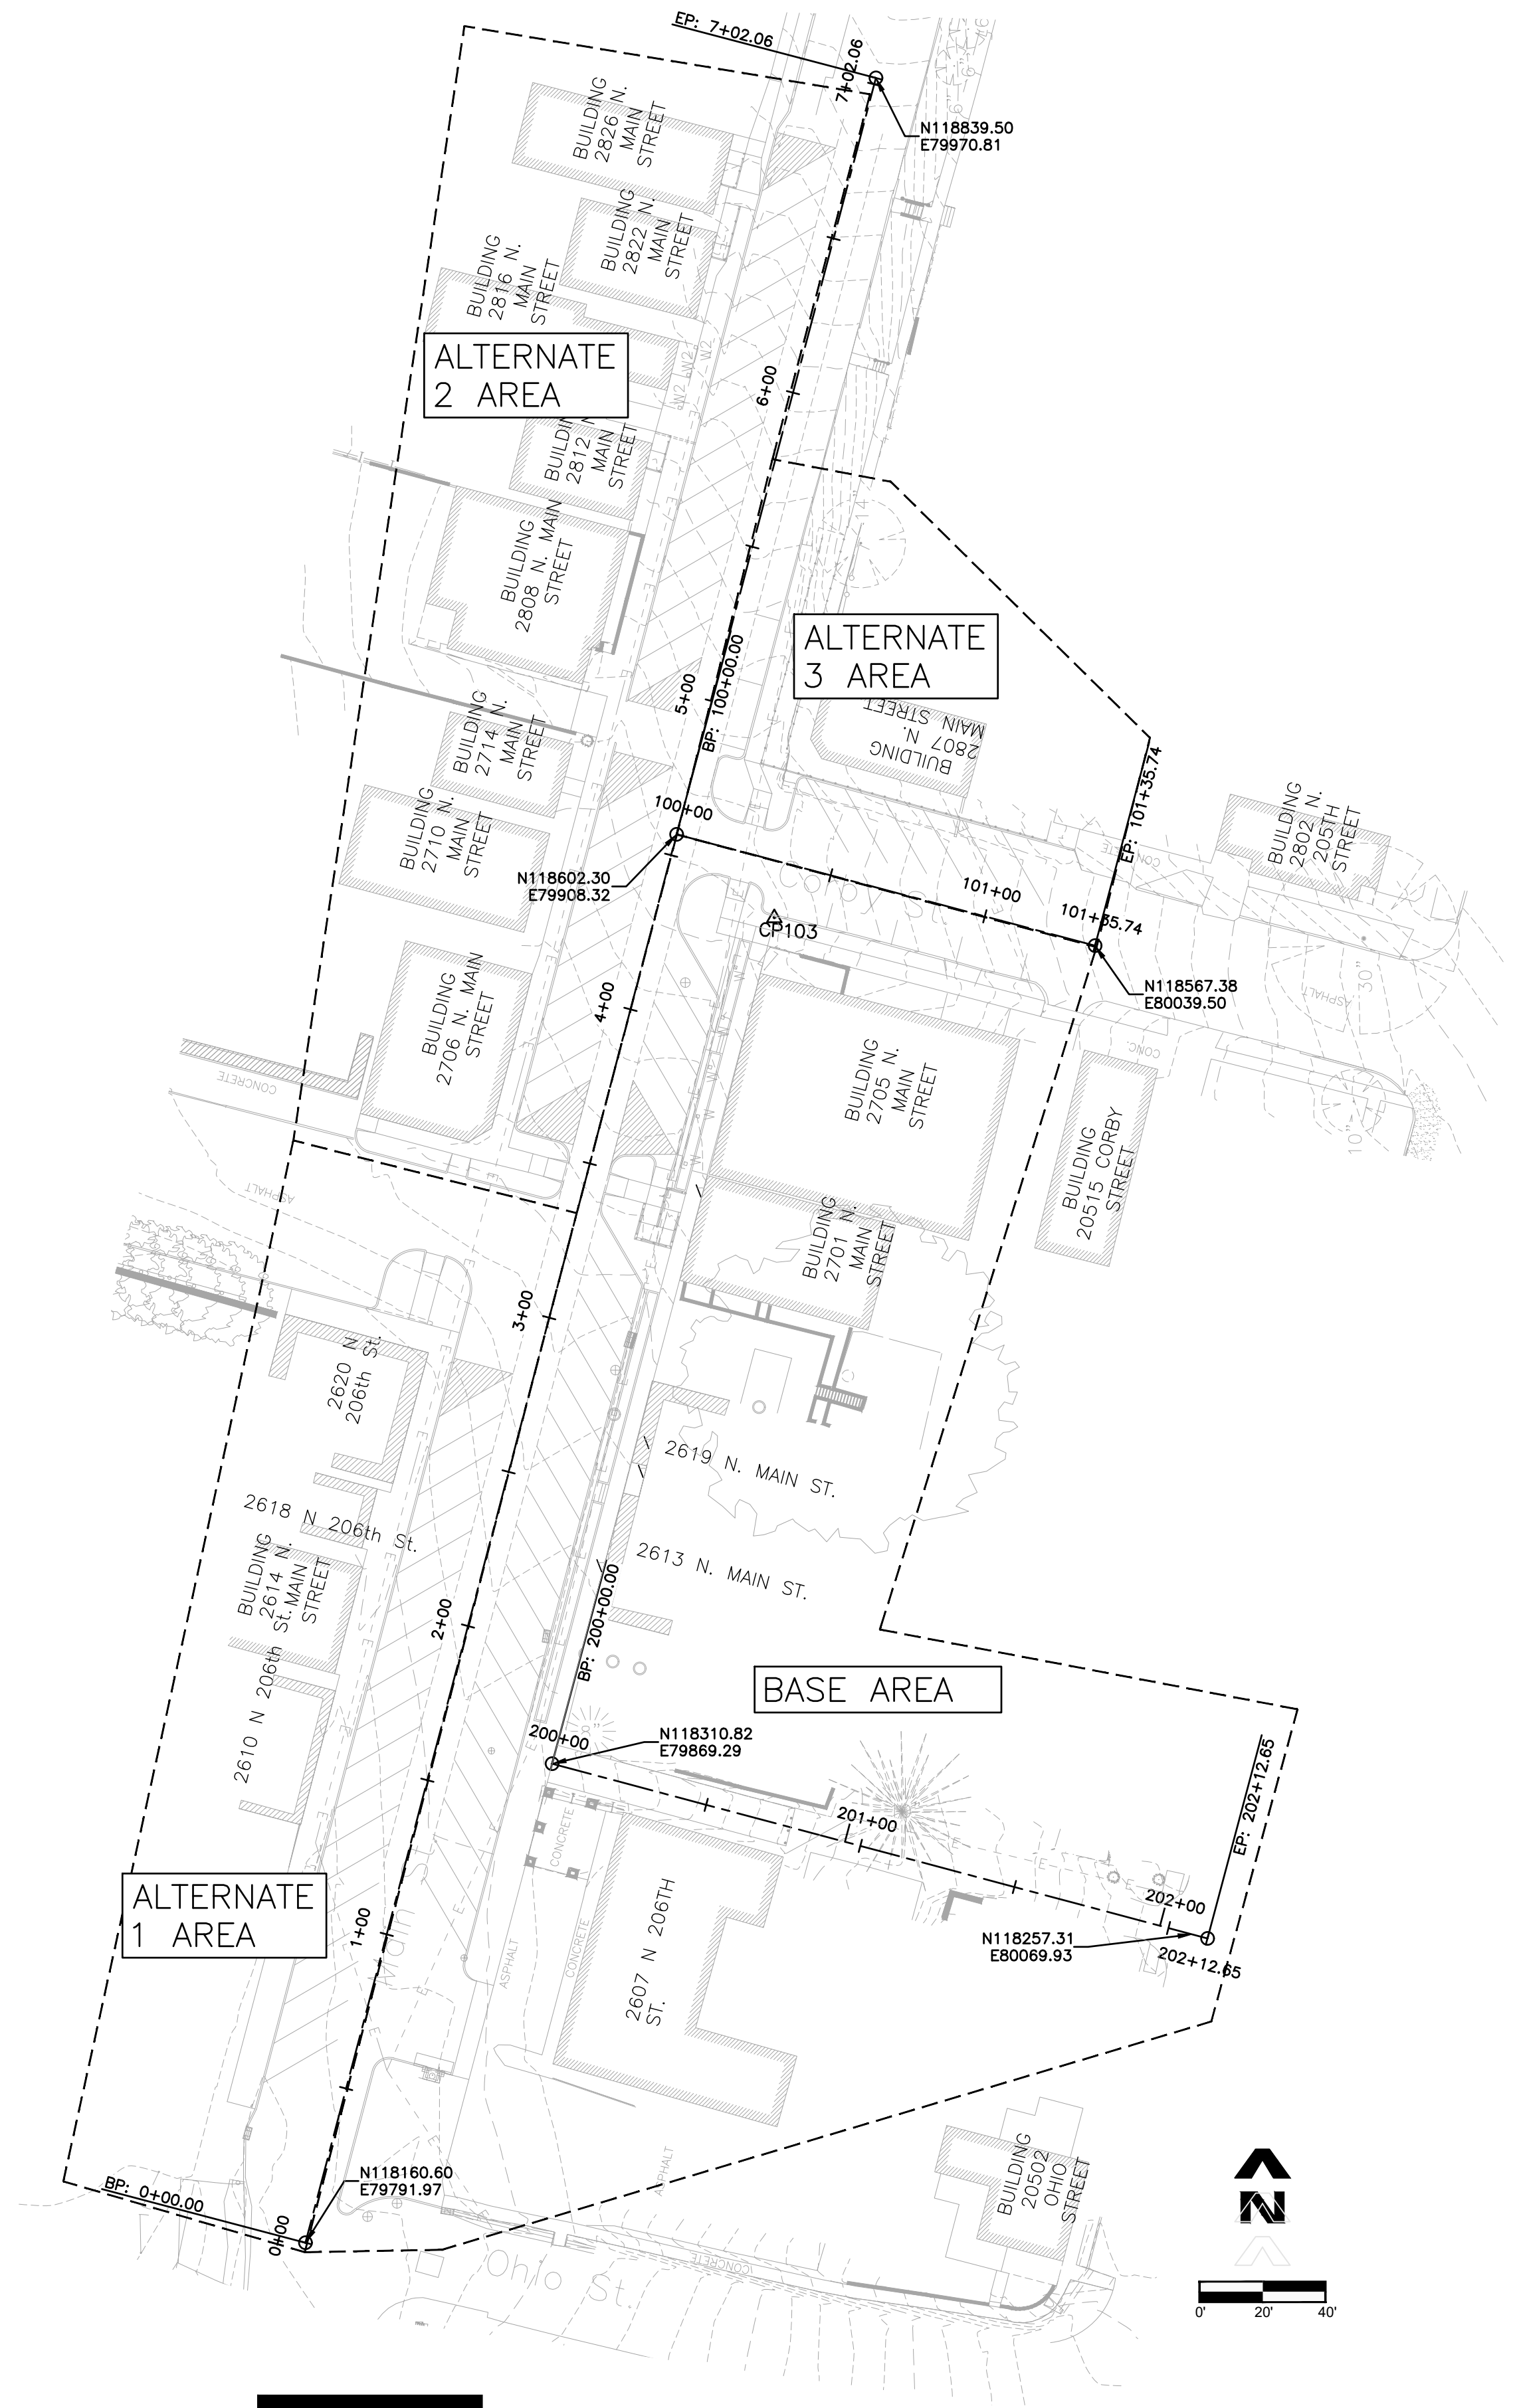 EP: 7+02.06
7+02.06
N118839.50
E79970.81
BUILDING
2826 N.
MAIN
STREET
BUILDING
2822 N.
MAIN
STREET
BUILDING
2816 N.
MAIN
STREET
W2
W2
W2
ALTERNATE
2 AREA
6+00
2812
MAIN
STREET
14"
BUILDING
2808 N. MAIN
STREET
ALTERNATE
3 AREA
5+00
BP: 100+00.00
BUILDING
2807 N.
MAIN STREET
BUILDING
2714 N.
MAIN
STREET
EP: 101+35.74
BUILDING
2710 N.
MAIN
STREET
100+00
BUILDING
2802 N.
205TH
STREET
CONCRETE
N118602.30
E79908.32
101+00
101+35.74
CP103
N118567.38
E80039.50
30"
ASPHALT
BUILDING
2706 N. MAIN
STREET
4+00
CONC.
CONCRETE
BUILDING
2705 N.
MAIN
STREET
10"
BUILDING
20515 CORBY
STREET
ASPHALT
BUILDING
2701 N.
MAIN
STREET
3+00
2620 N
206th St.
2619 N. MAIN ST.
2618 N 206th St.
BUILDING
2614 N.
MAIN
STREET
2613 N. MAIN ST.
2+00
BP: 200+00.00
2610 N 206th St.
BASE AREA
200+00
N118310.82
E79869.29
EP: 202+12.65
201+00
CONCRETE
ALTERNATE
1 AREA
1+00
202+00
N118257.31
E80069.93
202+12.65
2607 N 206TH
ST.
ASPHALT
CONCRETE
N118160.60
E79791.97
BP: 0+00.00
0+00
ASPHALT
BUILDING
20502
OHIO
STREET
Ohio St.
CONCRETE
N
0' 20' 40'